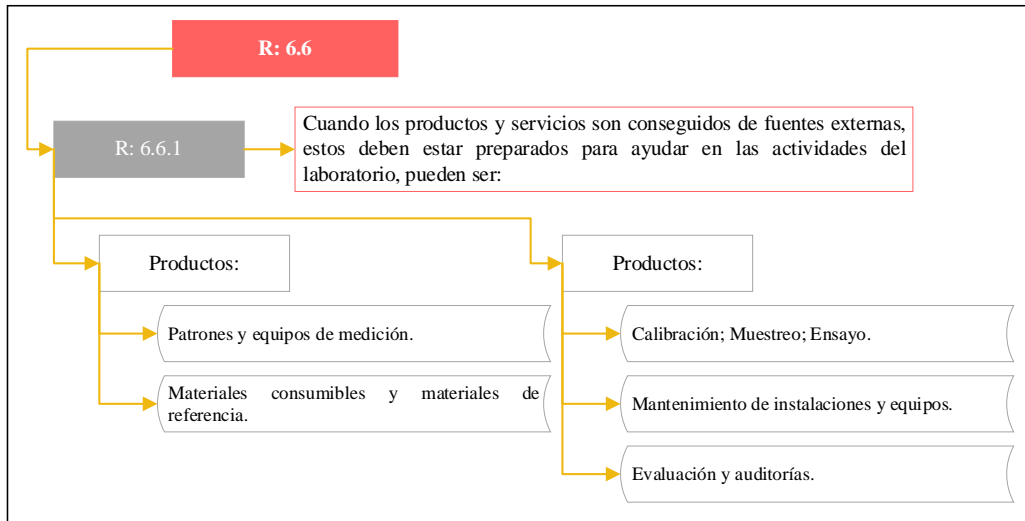 R: 6.6
R: 6.6.1
Cuando los productos y servicios son conseguidos de fuentes externas,
estos deben estar preparados para ayudar en las actividades del
laboratorio, pueden ser:
Productos:
Patrones y equipos de medición.
Materiales consumibles y materiales de
referencia.
Productos:
Calibración; Muestreo; Ensayo.
Mantenimiento de instalaciones y equipos.
Evaluación y auditorías.